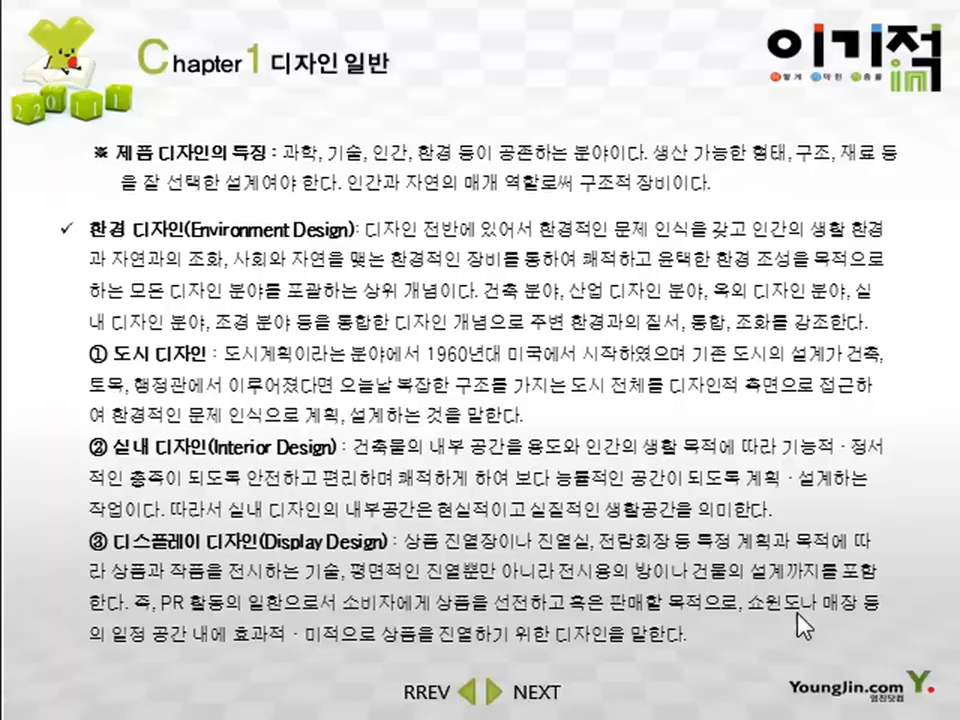 Chapter1 디자인 일반
이기적in
이렇게 기막힌 적중률
22011
※ 제품 디자인의 특징 : 과학, 기술, 인간, 환경 등이 공존하는 분야이다. 생산 가능한 형태, 구조, 재료 등
을 잘 선택한 설계여야 한다. 인간과 자연의 매개 역할로써 구조적 장비이다.
✓ 환경 디자인(Environment Design): 디자인 전반에 있어서 환경적인 문제 인식을 갖고 인간의 생활 환경
과 자연과의 조화, 사회와 자연을 맺는 환경적인 장비를 통하여 쾌적하고 윤택한 환경 조성을 목적으로
하는 모든 디자인 분야를 포괄하는 상위 개념이다. 건축 분야, 산업 디자인 분야, 옥외 디자인 분야, 실
내 디자인 분야, 조경 분야 등을 통합한 디자인 개념으로 주변 환경과의 질서, 통합, 조화를 강조한다.
① 도시 디자인 : 도시계획이라는 분야에서 1960년대 미국에서 시작하였으며 기존 도시의 설계가 건축,
토목, 행정관에서 이루어졌다면 오늘날 복잡한 구조를 가지는 도시 전체를 디자인적 측면으로 접근하
여 환경적인 문제 인식으로 계획, 설계하는 것을 말한다.
② 실내 디자인(Interior Design) : 건축물의 내부 공간을 용도와 인간의 생활 목적에 따라 기능적 · 정서
적인 충족이 되도록 안전하고 편리하며 쾌적하게 하여 보다 능률적인 공간이 되도록 계획 · 설계하는
작업이다. 따라서 실내 디자인의 내부공간은 현실적이고 실질적인 생활공간을 의미한다.
③ 디스플레이 디자인(Display Design) : 상품 진열장이나 진열실, 전람회장 등 특정 계획과 목적에 따
라 상품과 작품을 전시하는 기술, 평면적인 진열뿐만 아니라 전시용의 방이나 건물의 설계까지를 포함
한다. 즉, PR 활동의 일환으로서 소비자에게 상품을 선전하고 혹은 판매할 목적으로, 쇼윈도나 매장 등
의 일정 공간 내에 효과적 · 미적으로 상품을 진열하기 위한 디자인을 말한다.
RREV NEXT
YoungJin.com Y.
영진닷컴